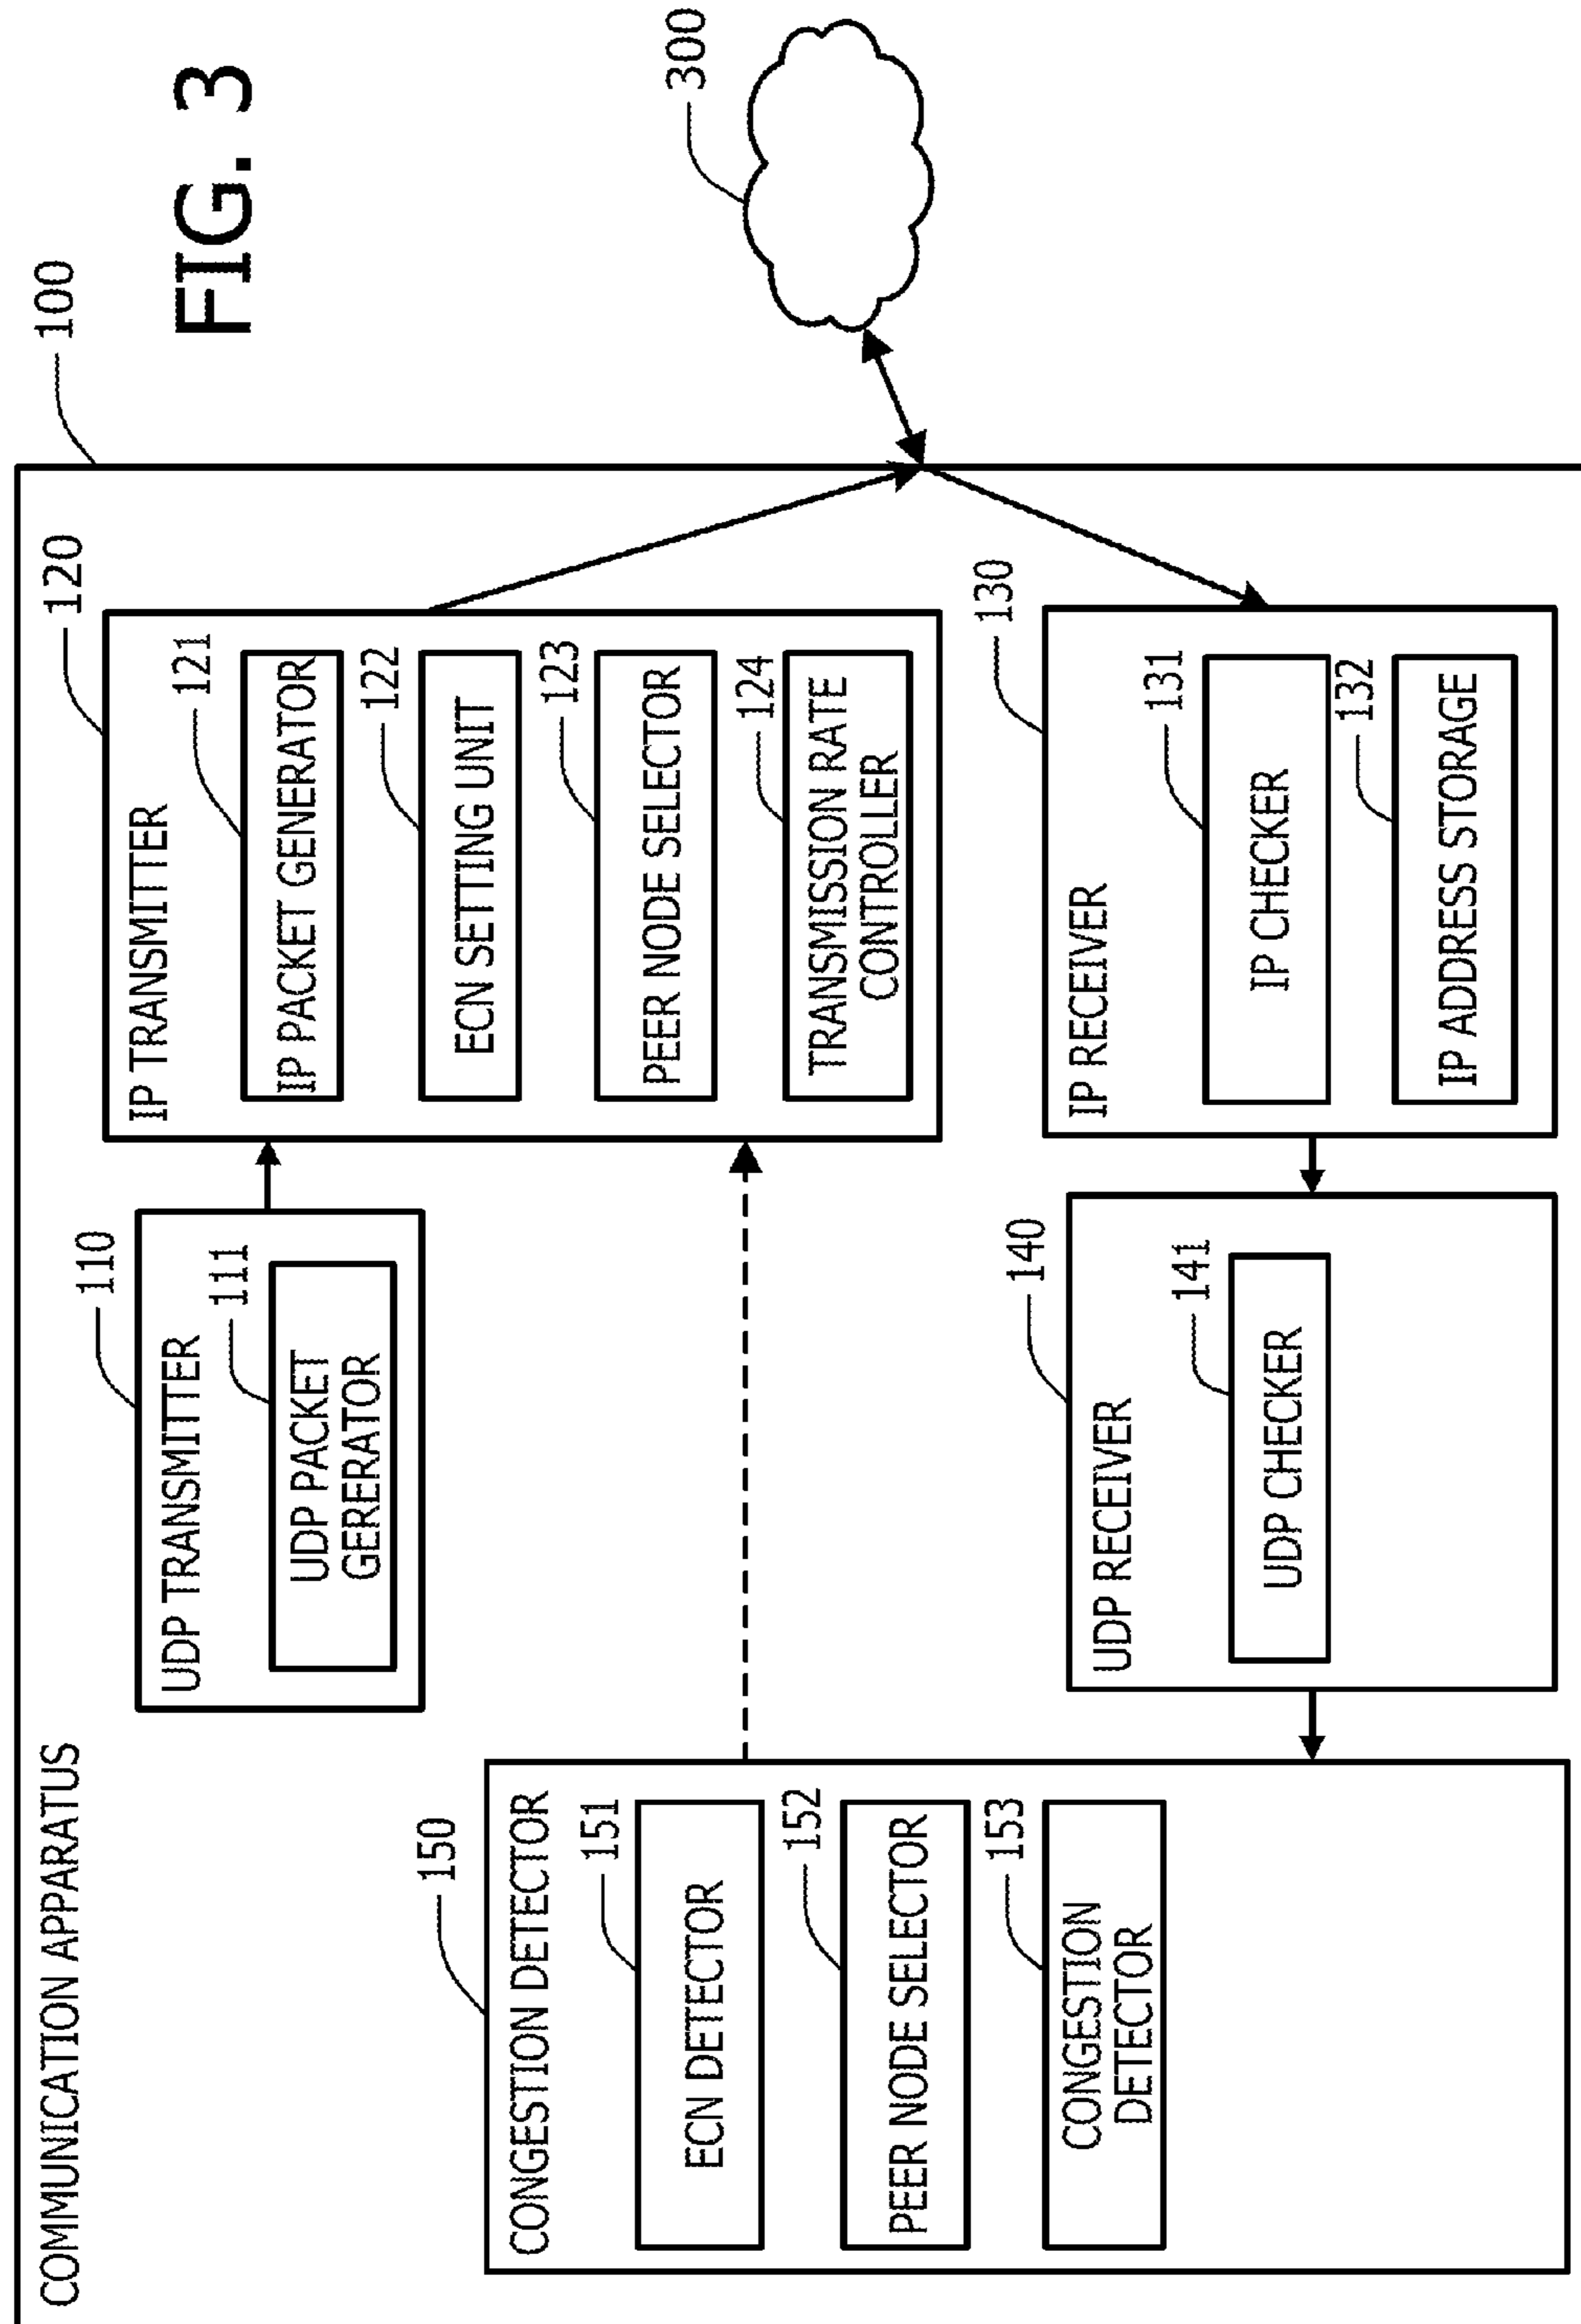 FIG. 3
COMMUNICATION APPARATUS
100
UDP TRANSMITTER
110
UDP PACKET
GERERATOR
111
IP TRANSMITTER
120
IP PACKET GENERATOR
121
ECN SETTING UNIT
122
PEER NODE SELECTOR
123
TRANSMISSION RATE
CONTROLLER
124
300
CONGESTION DETECTOR
150
ECN DETECTOR
151
PEER NODE SELECTOR
152
CONGESTION
DETECTOR
153
UDP RECEIVER
140
UDP CHECKER
141
IP RECEIVER
130
IP CHECKER
131
IP ADDRESS STORAGE
132